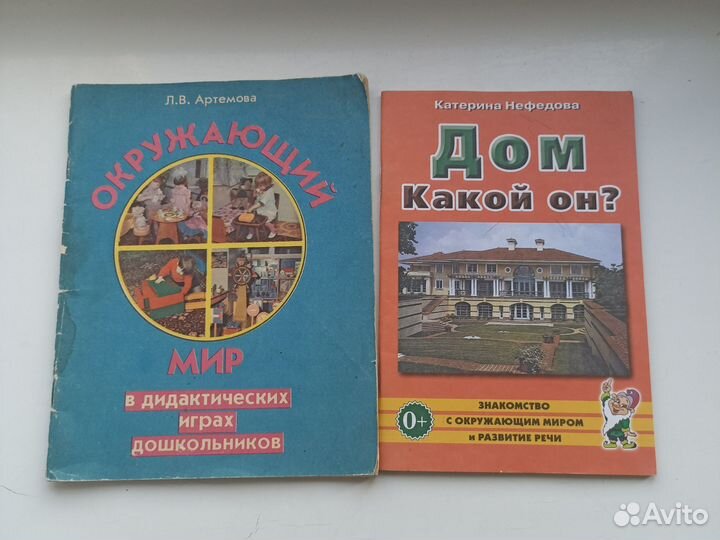 Л.В. Артемова
ОКРУЖАЮЩИЙ
МИР
в дидактических
играх
дошкольников
Катерина Нефедова
Дом
Какой он?
0+
ЗНАКОМСТВО
С ОКРУЖАЮЩИМ МИРОМ
и РАЗВИТИЕ РЕЧИ
Avito